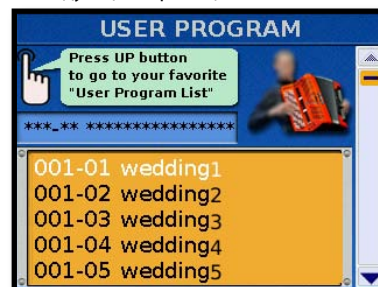 USER PROGRAM
Press UP button
to go to your favorite
"User Program List"
***-** ****************
001-01 wedding1
001-02 wedding2
001-03 wedding3
001-04 wedding4
001-05 wedding5